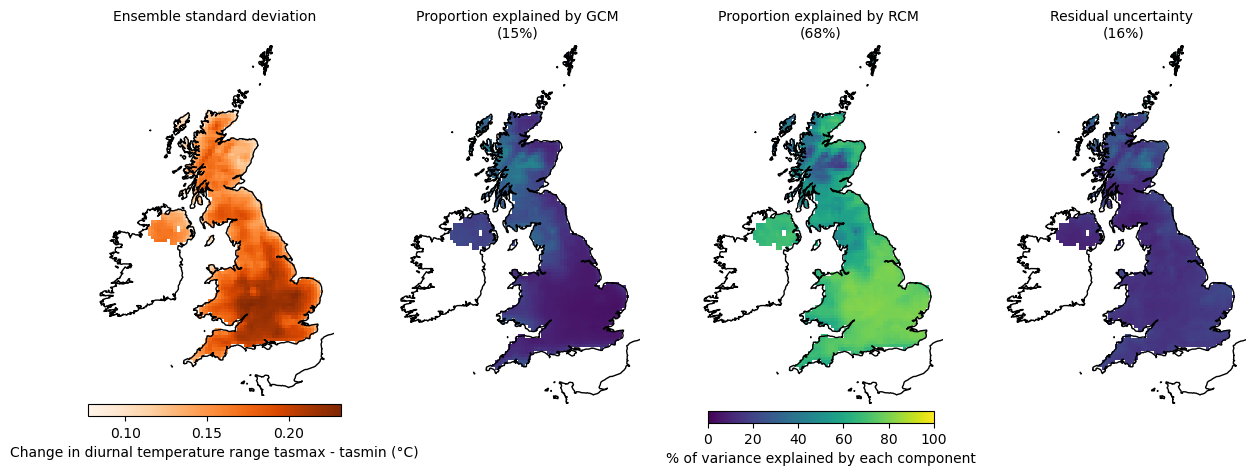 Ensemble standard deviation
Proportion explained by GCM
(15%)
Proportion explained by RCM
(68%)
Residual uncertainty
(16%)
0.10 0.15 0.20
Change in diurnal temperature range tasmax - tasmin (°C)
0 20 40 60 80 100
% of variance explained by each component